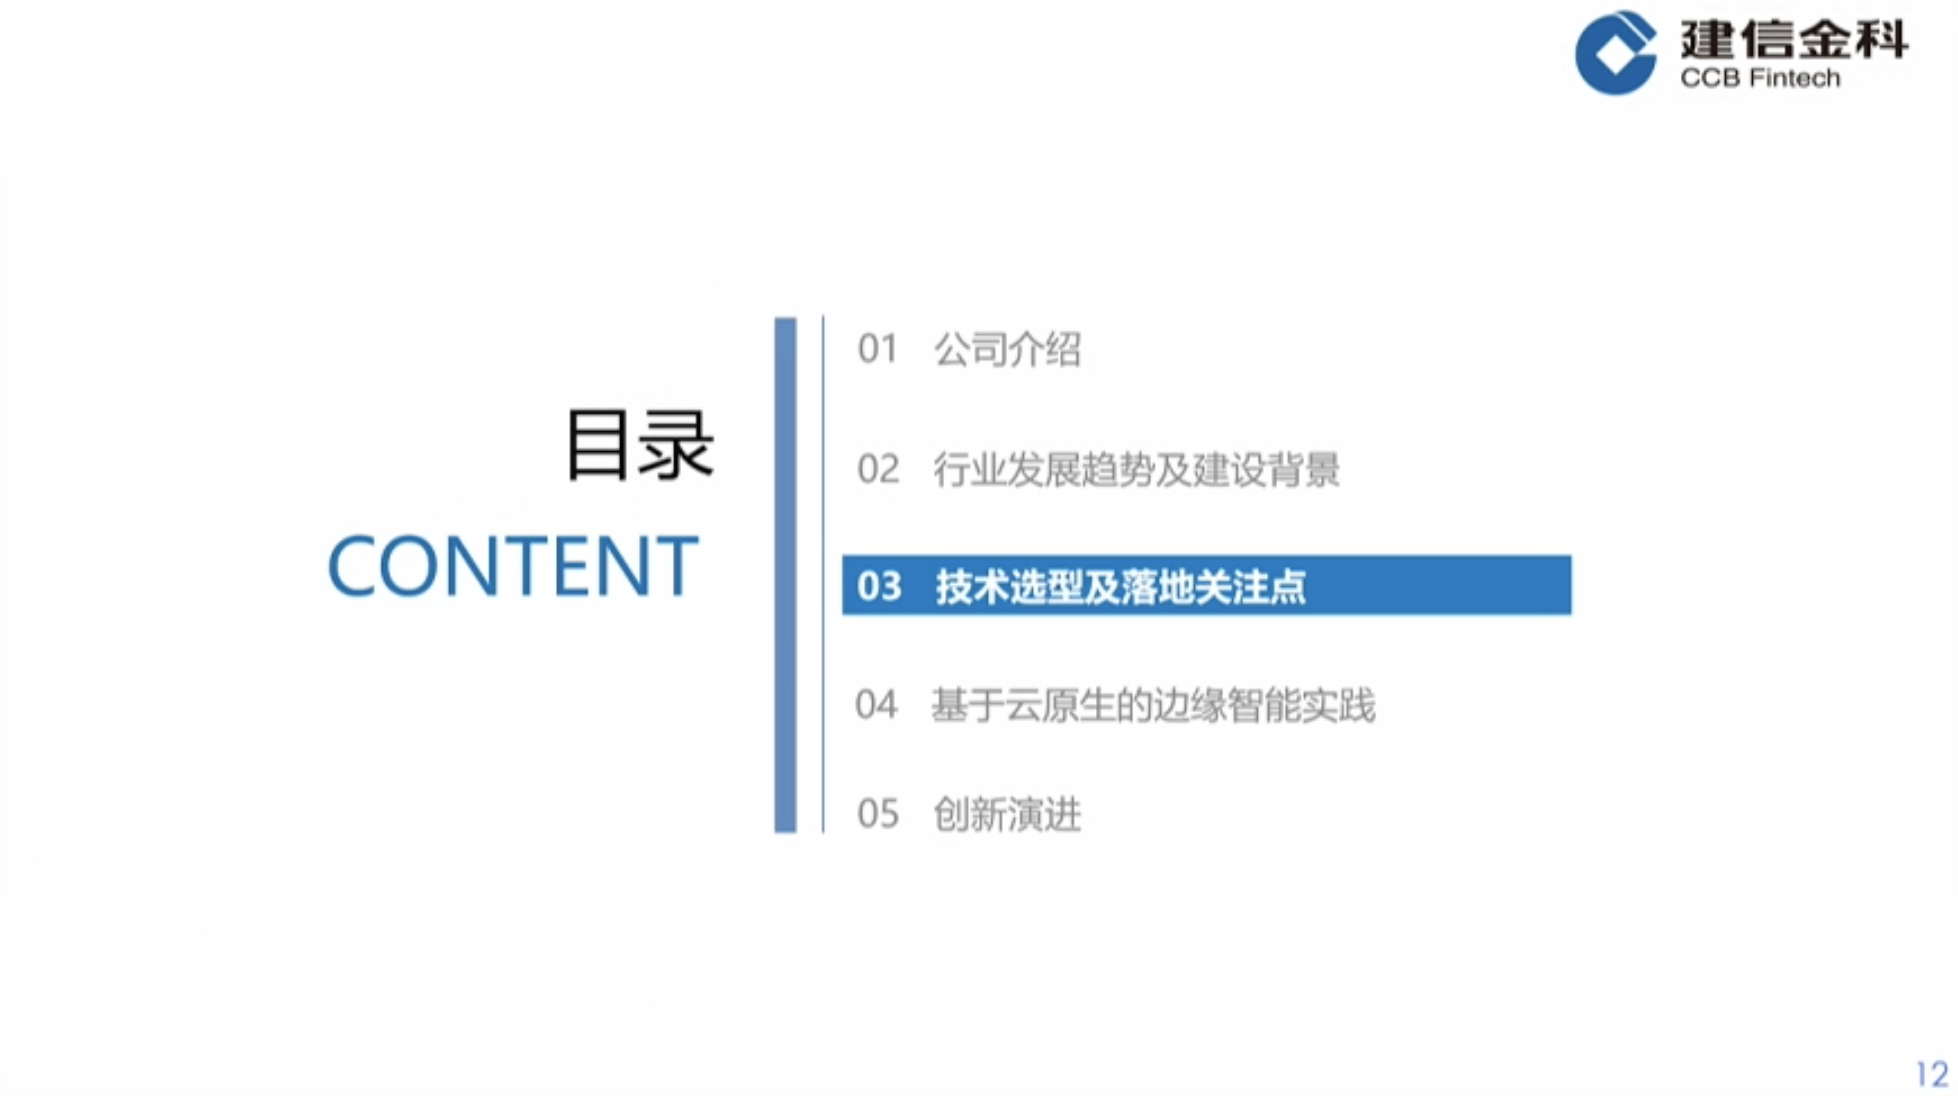 建信金科
CCB Fintech
目录
CONTENT
01 公司介绍
02 行业发展趋势及建设背景
03 技术选型及落地关注点
04 基于云原生的边缘智能实践
05 创新演进
12